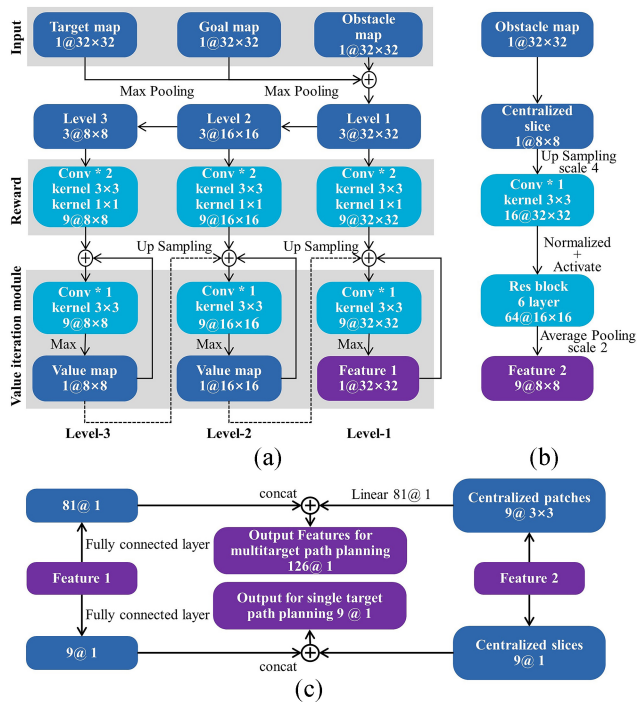 Input
Target map
1@32×32
Goal map
1@32×32
Obstacle
map
1@32×32
Max Pooling
Max Pooling
Level 3
3@8×8
Level 2
3@16×16
Level 1
3@32×32
Reward
Conv * 2
kernel 3×3
kernel 1×1
9@8×8
Conv * 2
kernel 3×3
kernel 1×1
9@16×16
Conv * 2
kernel 3×3
kernel 1×1
9@32×32
Up Sampling
Up Sampling
Value iteration module
Conv * 1
kernel 3×3
9@8×8
Conv * 1
kernel 3×3
9@16×16
Conv * 1
kernel 3×3
9@32×32
Max
Max
Max
Value map
1@8×8
Value map
1@16×16
Feature 1
1@32×32
Level-3
Level-2
Level-1
(a)
Obstacle map
1@32×32
Centralized
slice
1@8×8
Up Sampling
scale 4
Conv * 1
kernel 3×3
16@32×32
Normalized
+
Activate
Res block
6 layer
64@16×16
Average Pooling
scale 2
Feature 2
9@8×8
(b)
81@ 1
concat
Linear 81@ 1
Centralized patches
9@ 3×3
Fully connected layer
Output Features for
multitarget path planning
126@ 1
Feature 1
Feature 2
Fully connected layer
Output for single target
path planning 9 @ 1
9@ 1
concat
Centralized slices
9@ 1
(c)